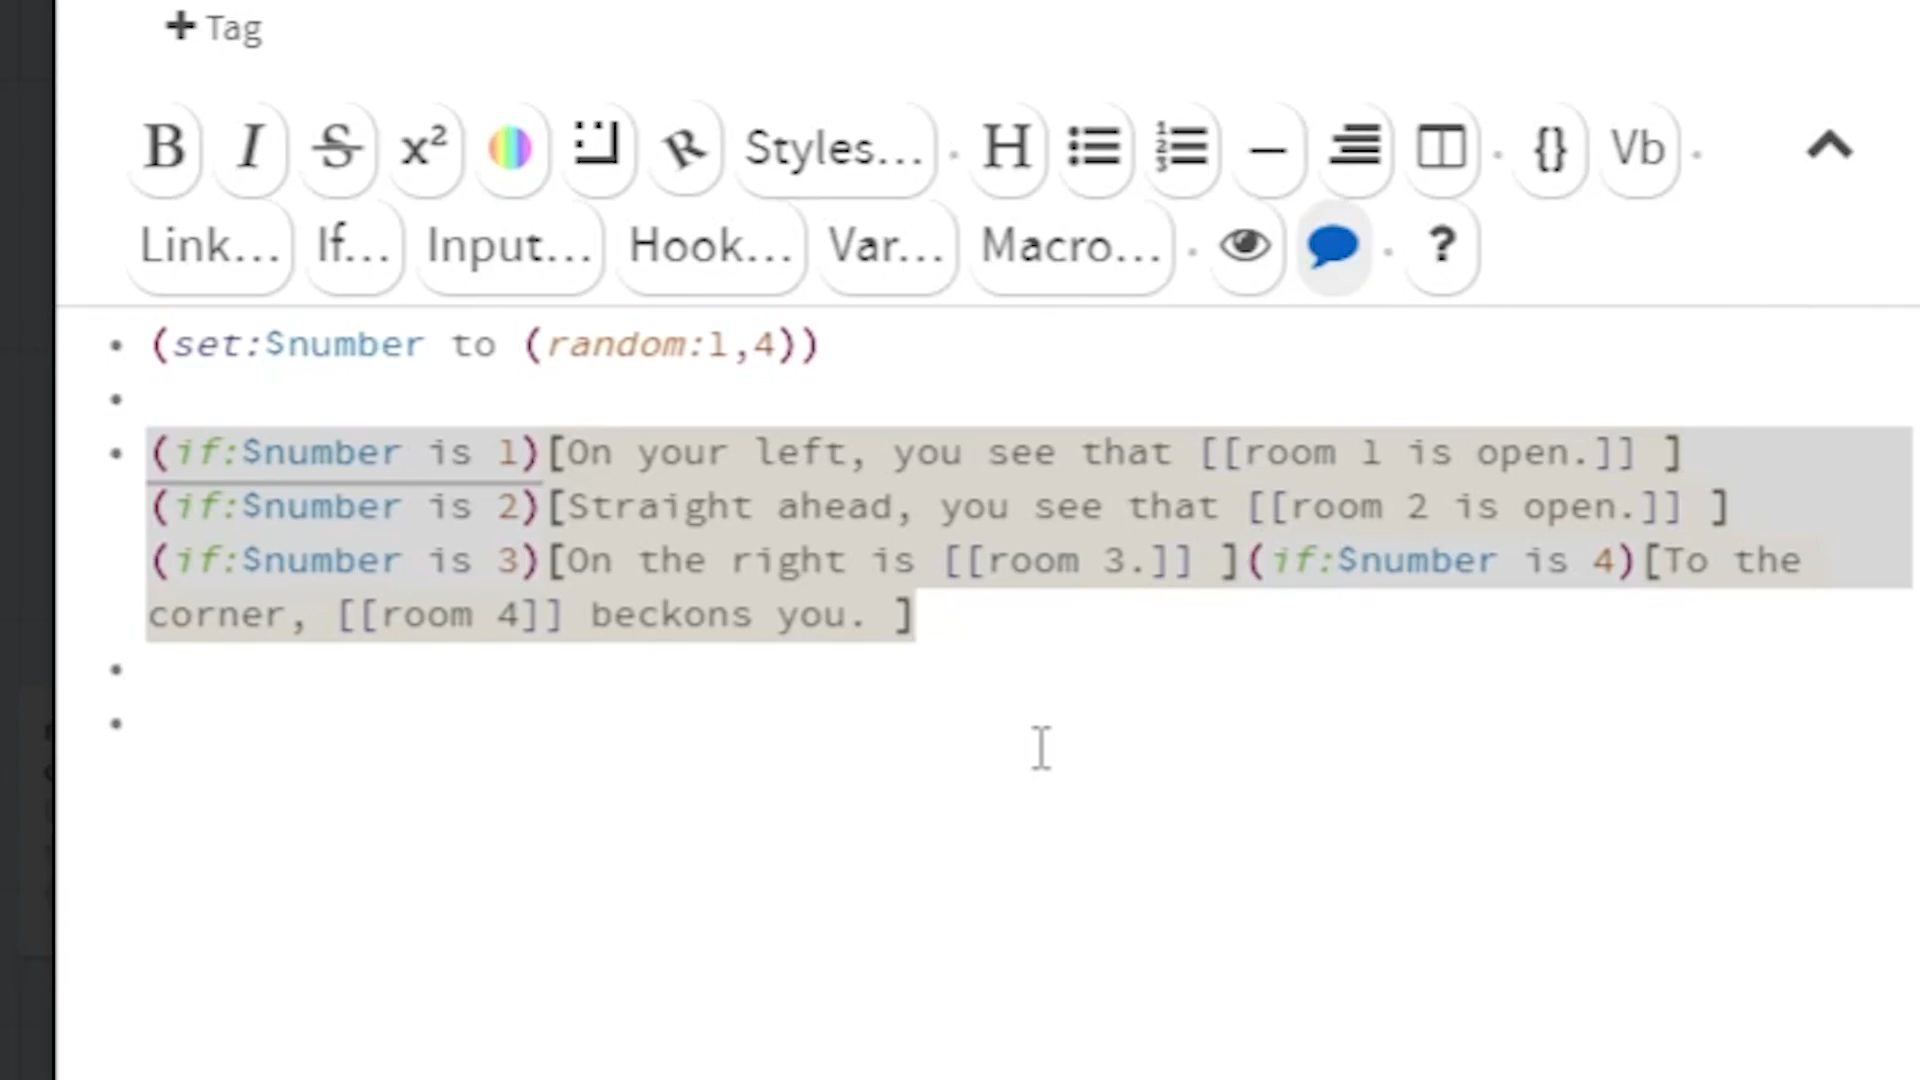 + Tag
B I S x² R Styles... H — {} Vb
Link... If... Input... Hook... Var... Macro... ?
(set:$number to (random:1,4))
(if:$number is 1)[On your left, you see that [[room 1 is open.]] ]
(if:$number is 2)[Straight ahead, you see that [[room 2 is open.]] ]
(if:$number is 3)[On the right is [[room 3.]] ](if:$number is 4)[To the
corner, [[room 4]] beckons you. ]